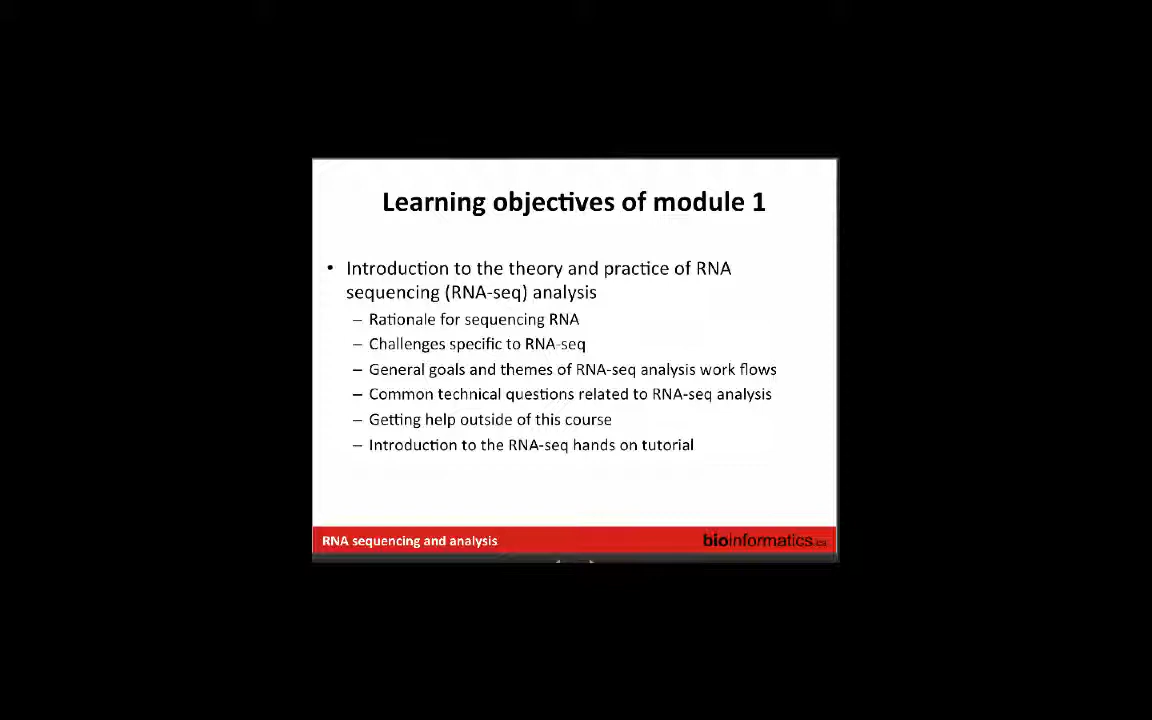 Learning objectives of module 1
• Introduction to the theory and practice of RNA
sequencing (RNA-seq) analysis
– Rationale for sequencing RNA
– Challenges specific to RNA-seq
– General goals and themes of RNA-seq analysis work flows
– Common technical questions related to RNA-seq analysis
– Getting help outside of this course
– Introduction to the RNA-seq hands on tutorial
RNA sequencing and analysis
bioinformatics.ca